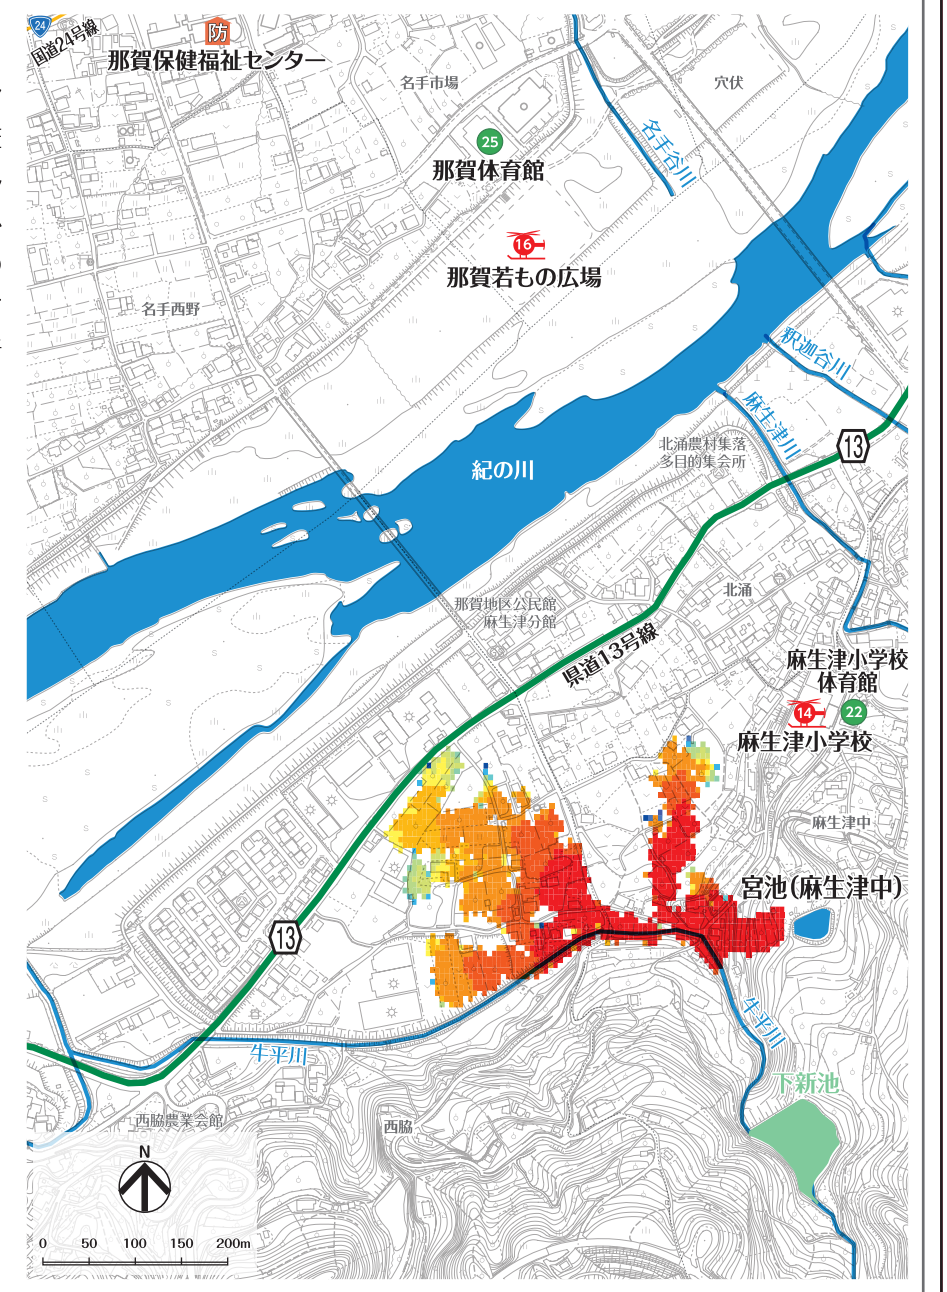 24
国道24号線
防
那賀保健福祉センター
名手市場
穴伏
25
那賀体育館
名手谷川
16
那賀若もの広場
名手西野
釈迦谷川
麻生津川
13
北涌農村集落
多目的集会所
紀の川
北涌
那賀地区公民館
麻生津分館
県道13号線
麻生津小学校
体育館
14
22
麻生津小学校
麻生津中
宮池(麻生津中)
13
牛平川
牛平川
下新池
西脇農業会館
西脇
N
0 50 100 150 200m